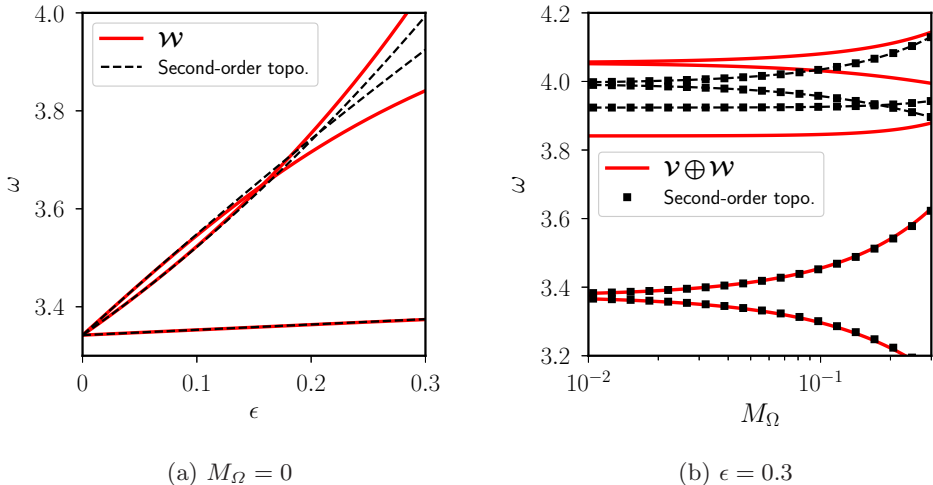 4.0
3.8
3.6
3.4
ω
𝒲
Second-order topo.
0
0.1
0.2
0.3
ϵ
(a) M_Ω = 0
4.2
4.0
3.8
3.6
3.4
3.2
ω
𝒱 ⊕ 𝒲
Second-order topo.
10⁻²
10⁻¹
M_Ω
(b) ϵ = 0.3